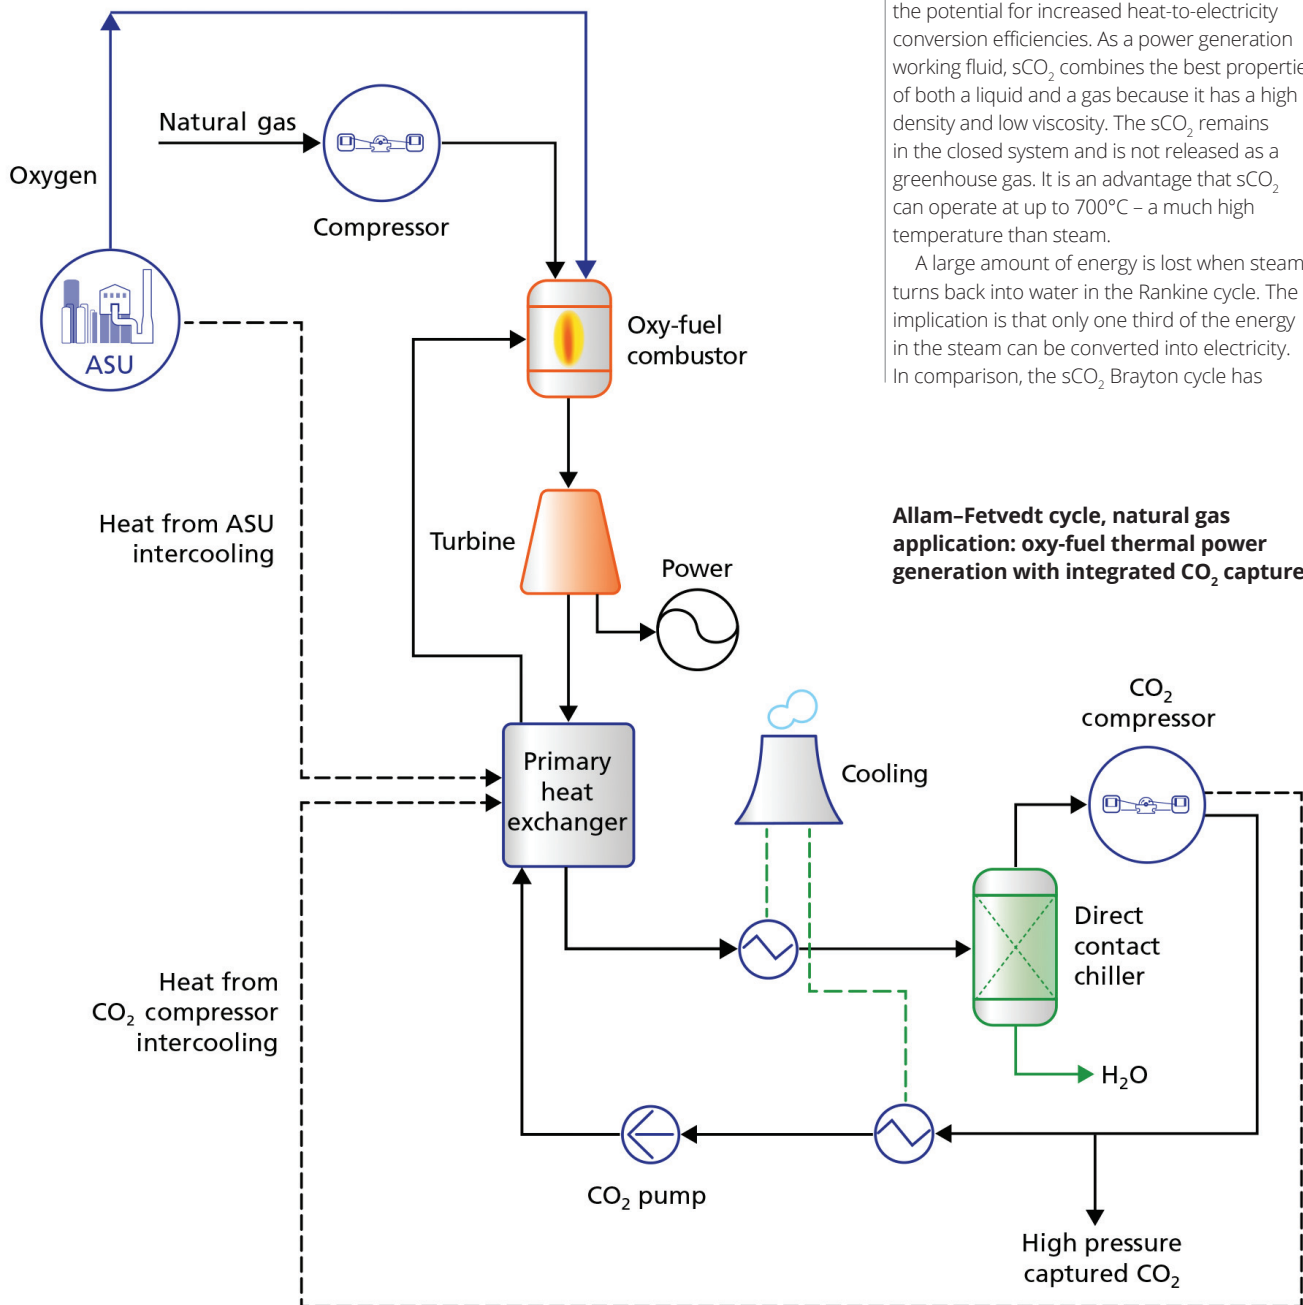 the potential for increased heat-to-electricity
conversion efficiencies. As a power generation
working fluid, sCO₂ combines the best propertie
of both a liquid and a gas because it has a high
density and low viscosity. The sCO₂ remains
in the closed system and is not released as a
greenhouse gas. It is an advantage that sCO₂
can operate at up to 700°C – a much high
temperature than steam.
A large amount of energy is lost when steam
turns back into water in the Rankine cycle. The
implication is that only one third of the energy
in the steam can be converted into electricity.
In comparison, the sCO₂ Brayton cycle has
Allam–Fetvedt cycle, natural gas
application: oxy-fuel thermal power
generation with integrated CO₂ capture
Natural gas
Oxygen
Compressor
ASU
Oxy-fuel
combustor
Heat from ASU
intercooling
Turbine
Power
Primary
heat
exchanger
Cooling
CO₂
compressor
Direct
contact
chiller
Heat from
CO₂ compressor
intercooling
H₂O
CO₂ pump
High pressure
captured CO₂